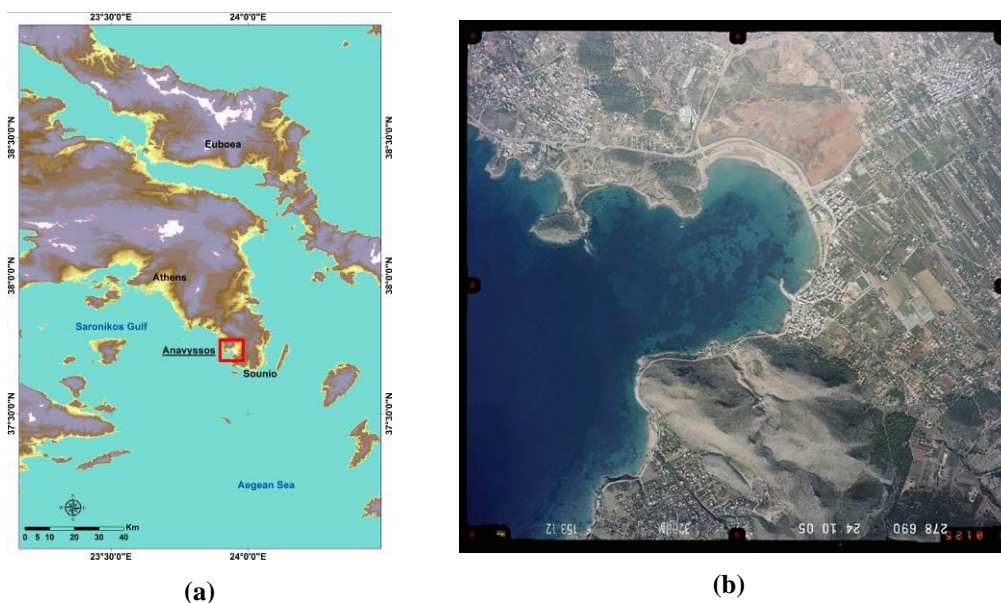 23°30'0"E 24°0'0"E
38°30'0"N 38°30'0"N
Euboea
38°0'0"N 38°0'0"N
Athens
Saronikos Gulf
Anavyssos
Sounio
37°30'0"N 37°30'0"N
Aegean Sea
Km
0 5 10 20 30 40
23°30'0"E 24°0'0"E
(a)
153 12 24 10 05
0125
(b)